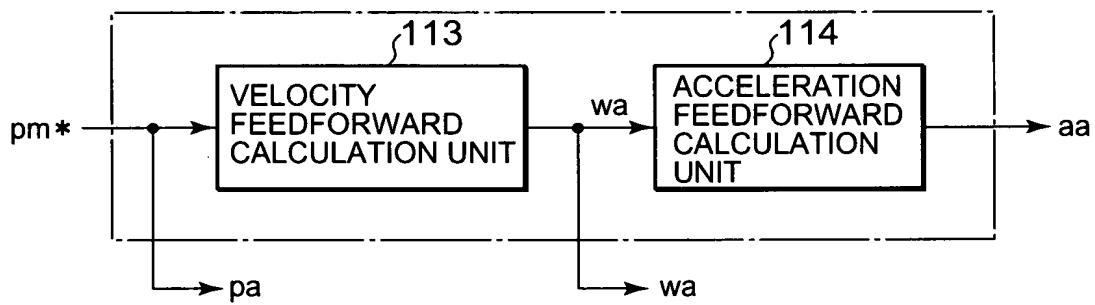 113
114
VELOCITY
FEEDFORWARD
CALCULATION UNIT
ACCELERATION
FEEDFORWARD
CALCULATION
UNIT
pm*
wa
aa
pa
wa